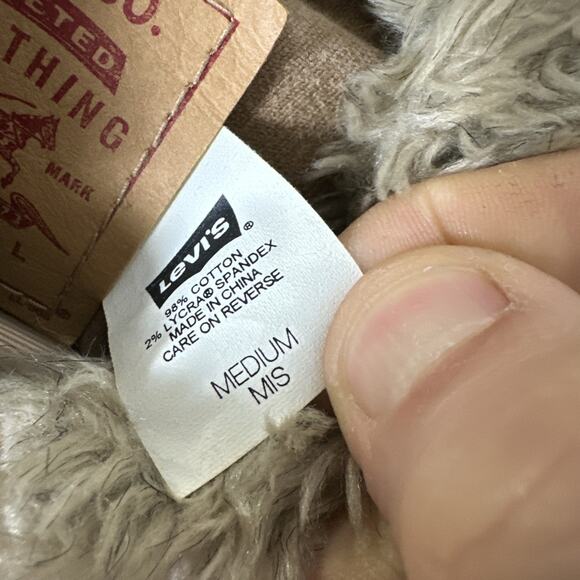 CO.
THING
MARK
L
Levi's®
98% COTTON
2% LYCRA® SPANDEX
MADE IN CHINA
CARE ON REVERSE
MEDIUM
MIS